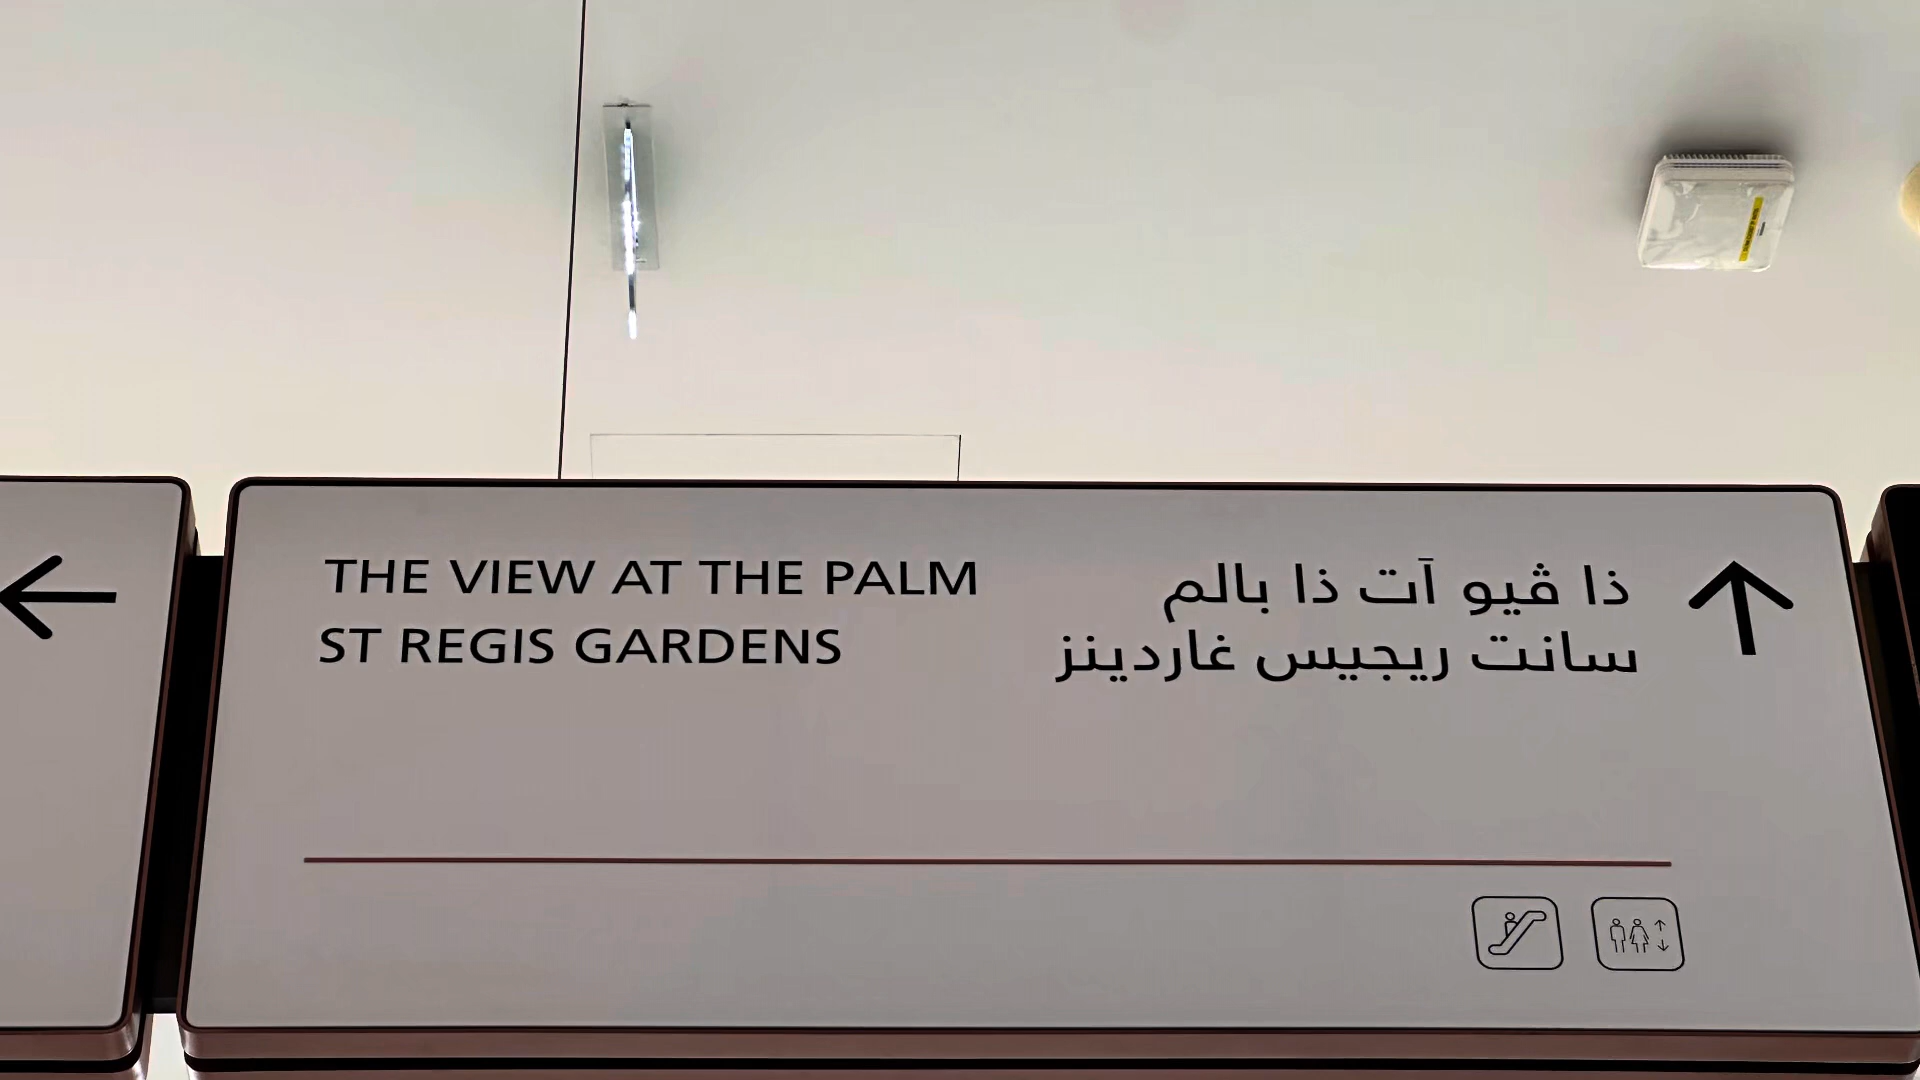 THE VIEW AT THE PALM
ST REGIS GARDENS
ذا ڤيو آت ذا بالم
سانت ريجيس غاردينز